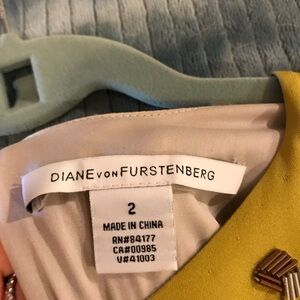 DIANE VON FURSTENBERG
2
MADE IN CHINA
RN#84177
CA#00985
V#41003